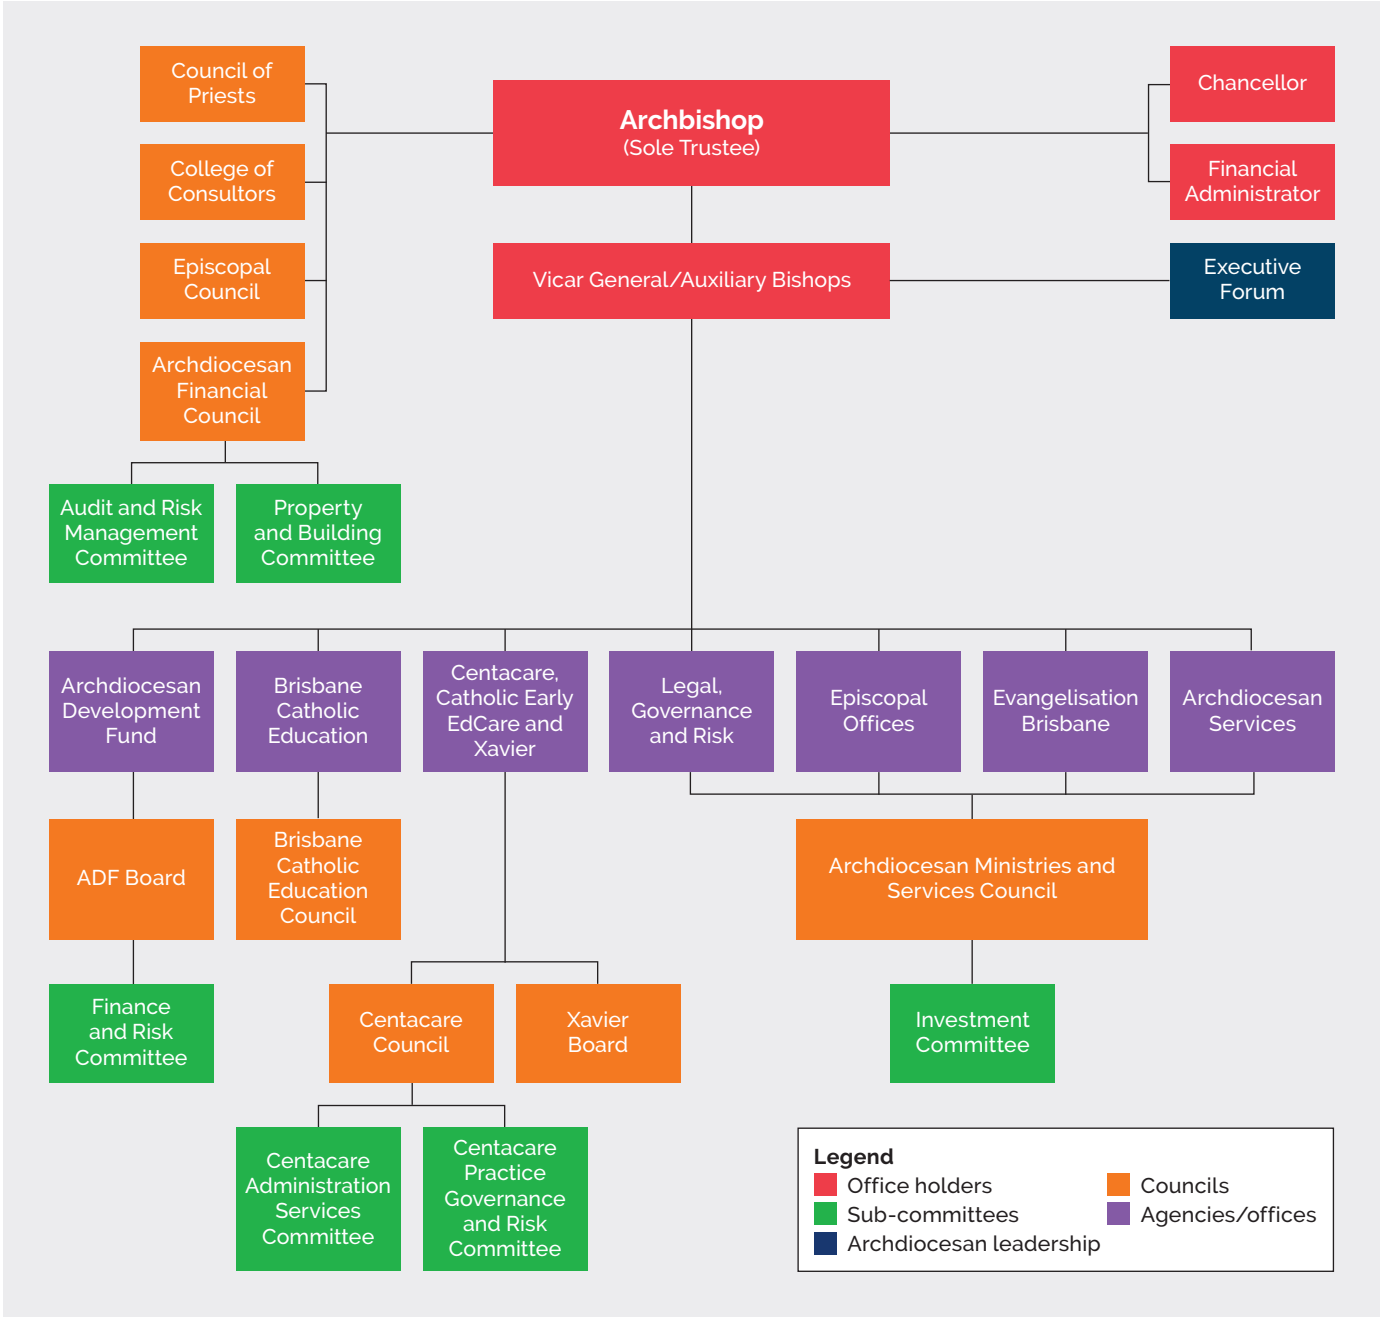 Council of
Priests
College of
Consultors
Episcopal
Council
Archdiocesan
Financial
Council
Audit and Risk
Management
Committee
Property
and Building
Committee
Archbishop
(Sole Trustee)
Vicar General/Auxiliary Bishops
Chancellor
Financial
Administrator
Executive
Forum
Archdiocesan
Development
Fund
Brisbane
Catholic
Education
Centacare,
Catholic Early
EdCare and
Xavier
Legal,
Governance
and Risk
Episcopal
Offices
Evangelisation
Brisbane
Archdiocesan
Services
ADF Board
Brisbane
Catholic
Education
Council
Archdiocesan Ministries and
Services Council
Finance
and Risk
Committee
Centacare
Council
Xavier
Board
Investment
Committee
Centacare
Administration
Services
Committee
Centacare
Practice
Governance
and Risk
Committee
Legend
Office holders
Sub-committees
Archdiocesan leadership
Councils
Agencies/offices